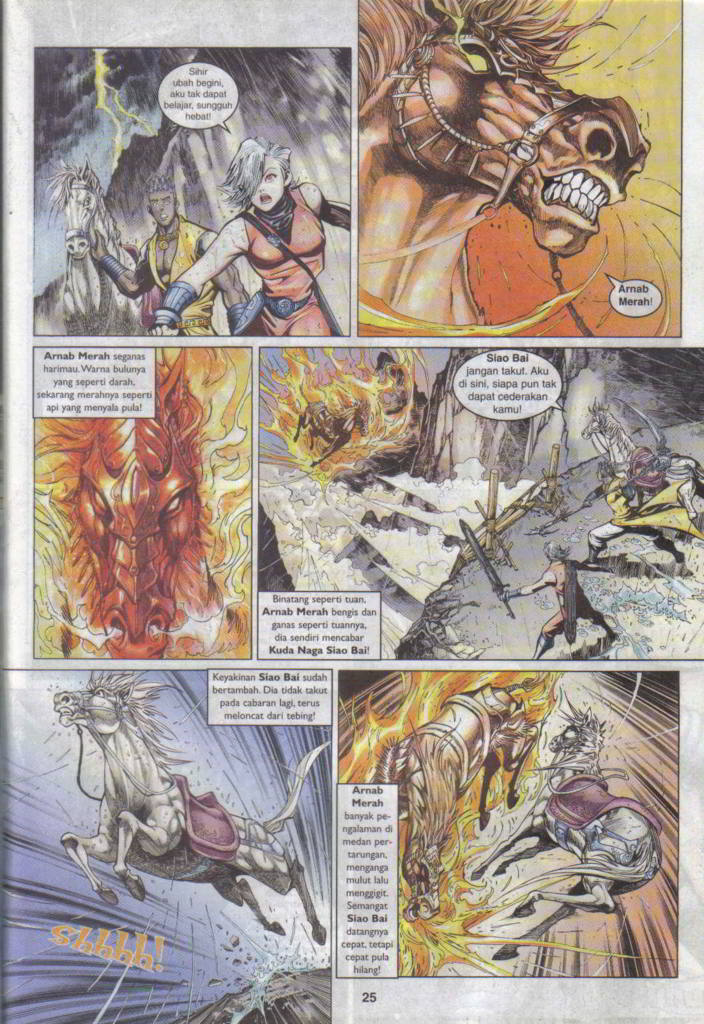 Sihir
ubah begini,
aku tak dapat
belajar, sungguh
hebat!
Arnab
Merah!
Arnab Merah seganas
harimau. Warna bulunya
yang seperti darah,
sekarang merahnya seperti
api yang menyala pula!
Siao Bai
jangan takut. Aku
di sini, siapa pun tak
dapat cederakan
kamu!
Binatang seperti tuan,
Arnab Merah bengis dan
ganas seperti tuannya,
dia sendiri mencabar
Kuda Naga Siao Bai!
Keyakinan Siao Bai sudah
bertambah. Dia tidak takut
pada cabaran lagi, terus
meloncat dari tebing!
Shhhh!
Arnab
Merah
banyak pe-
ngalaman di
medan per-
tarungan,
menganga
mulut lalu
menggigit.
Semangat
Siao Bai
datangnya
cepat, tetapi
cepat pula
hilang!
25